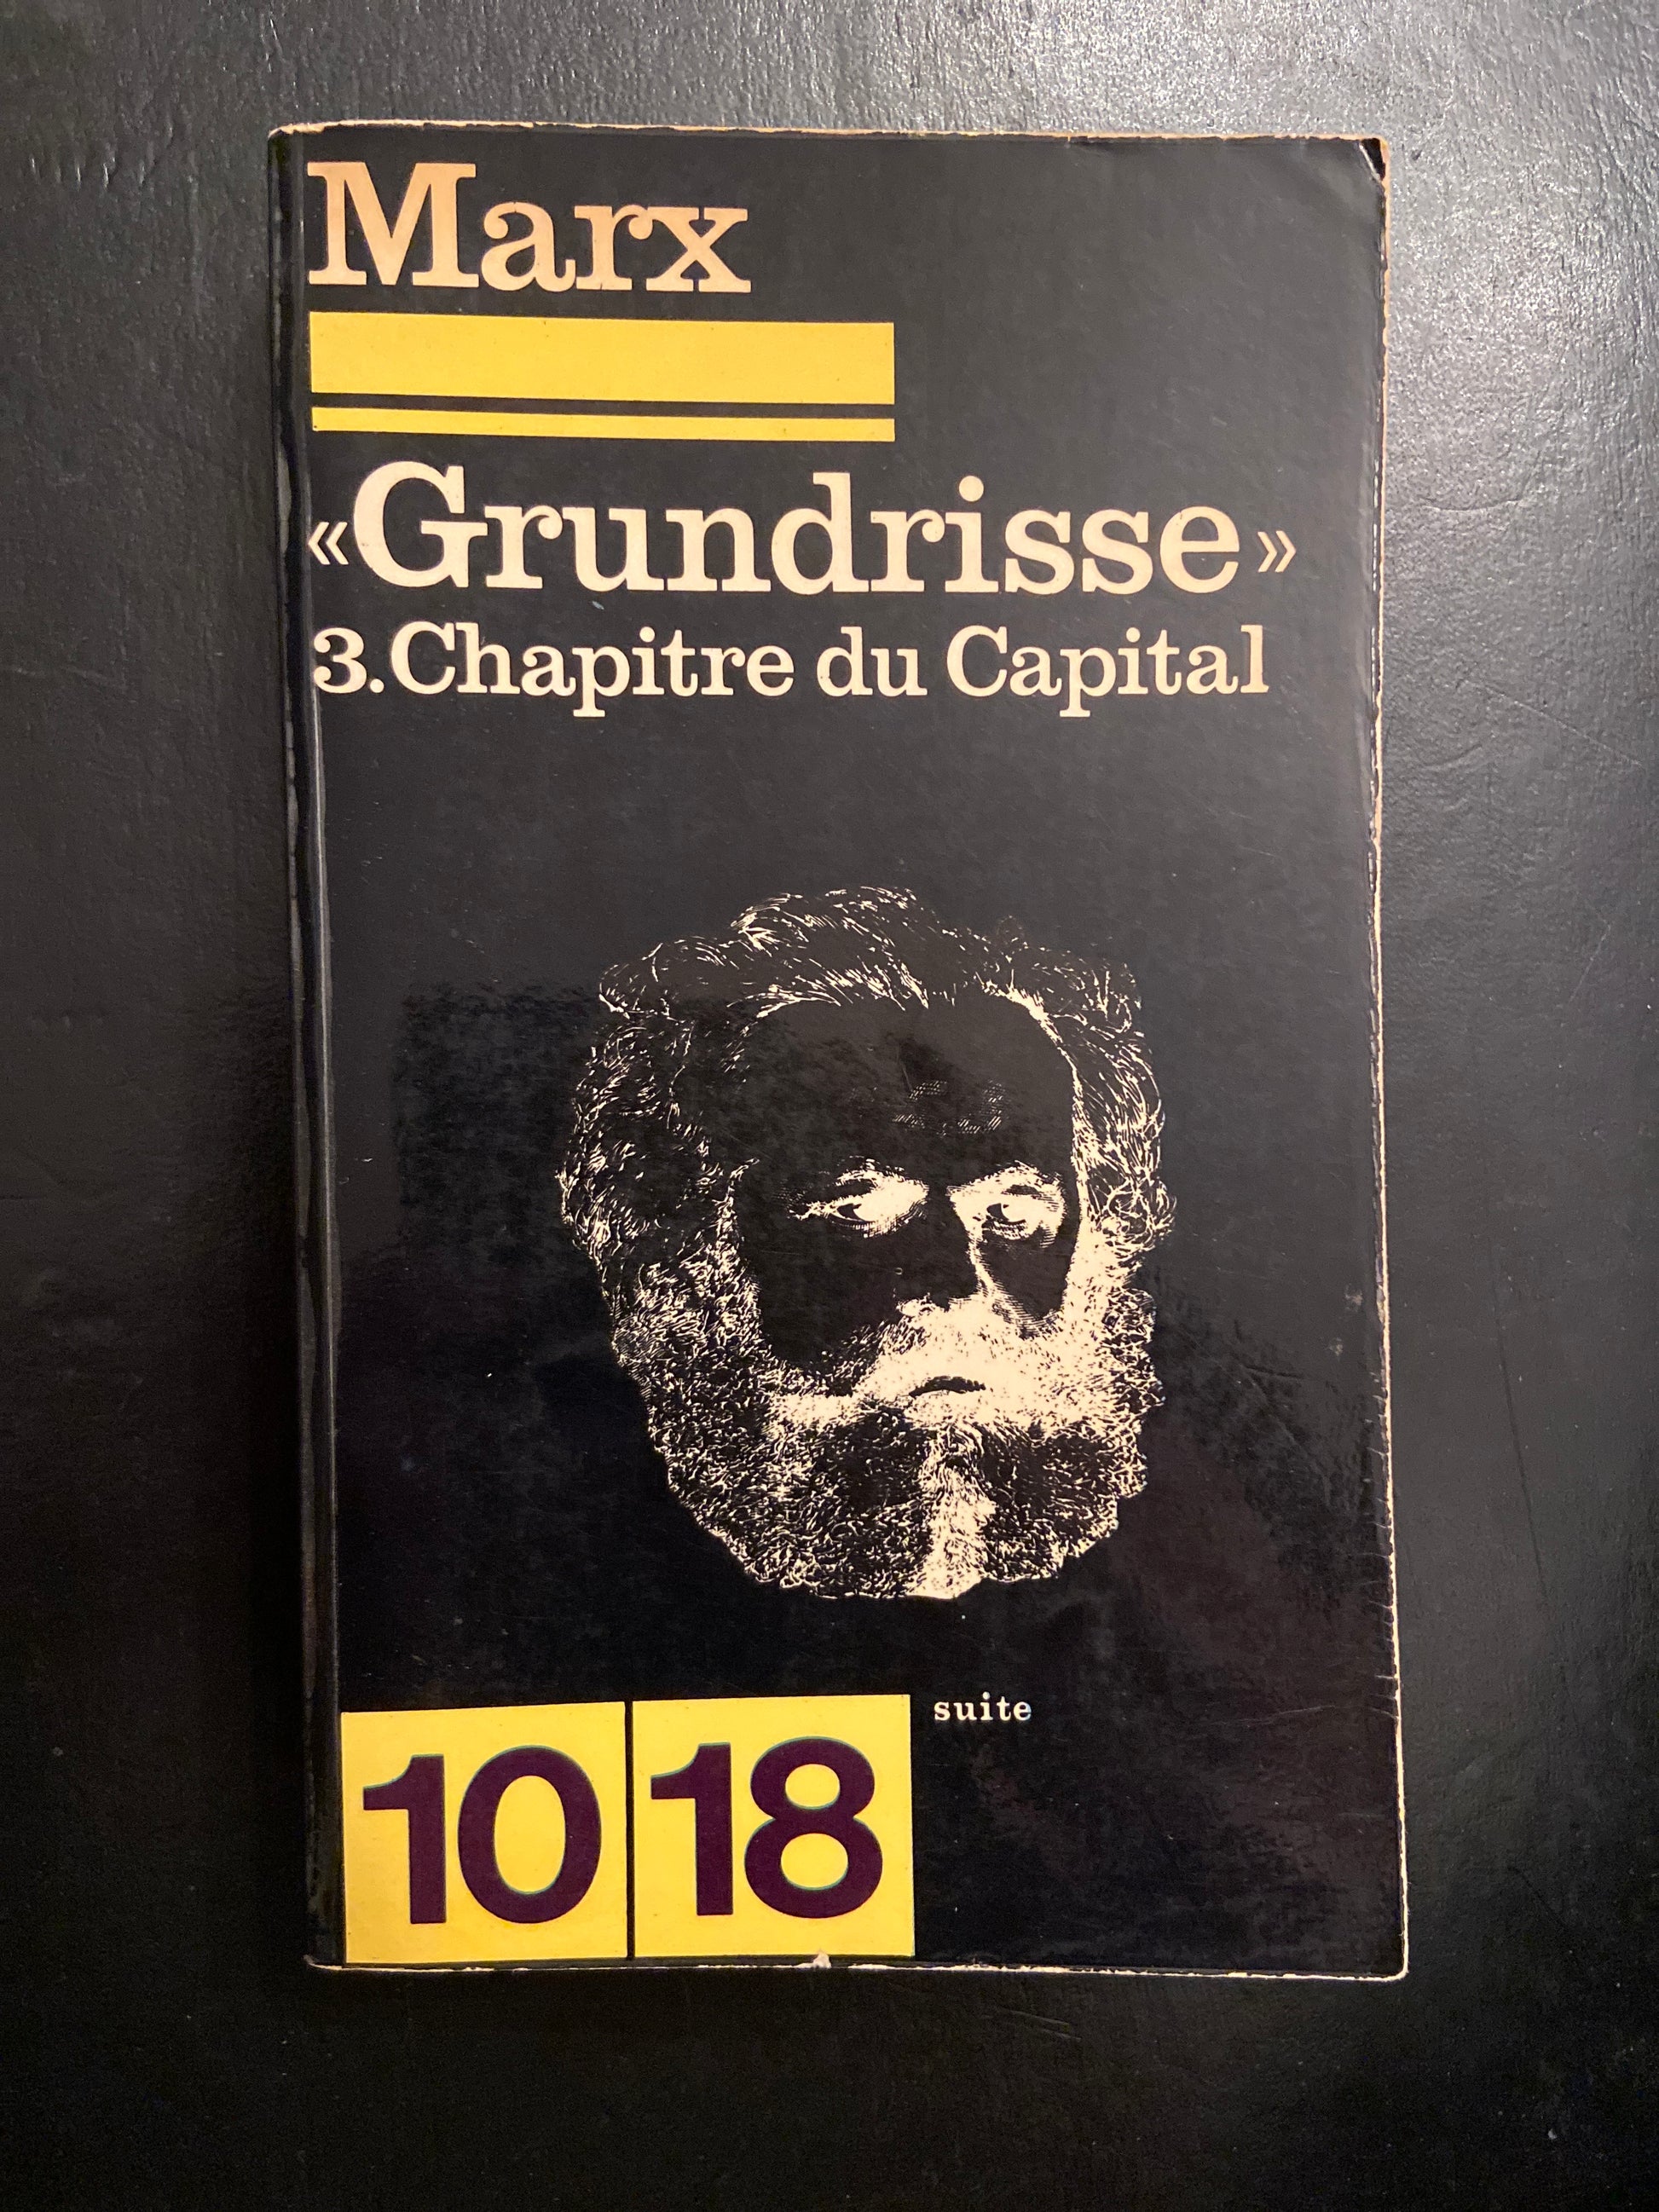 Marx
«Grundrisse»
3. Chapitre du Capital
suite
10 18